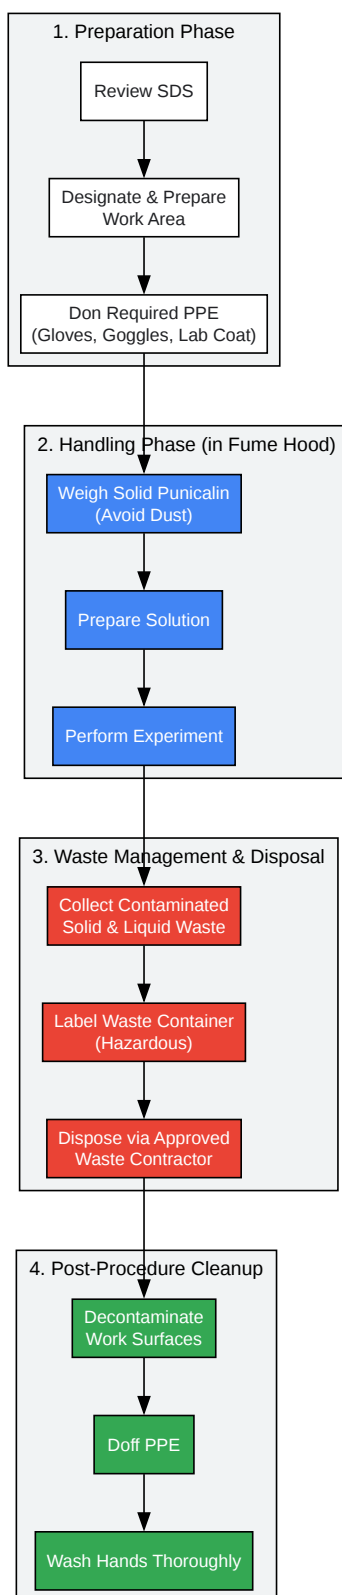 1. Preparation Phase
Review SDS
Designate & Prepare
Work Area
Don Required PPE
(Gloves, Goggles, Lab Coat)
2. Handling Phase (in Fume Hood)
Weigh Solid Punicalin
(Avoid Dust)
Prepare Solution
Perform Experiment
3. Waste Management & Disposal
Collect Contaminated
Solid & Liquid Waste
Label Waste Container
(Hazardous)
Dispose via Approved
Waste Contractor
4. Post-Procedure Cleanup
Decontaminate
Work Surfaces
Doff PPE
Wash Hands Thoroughly